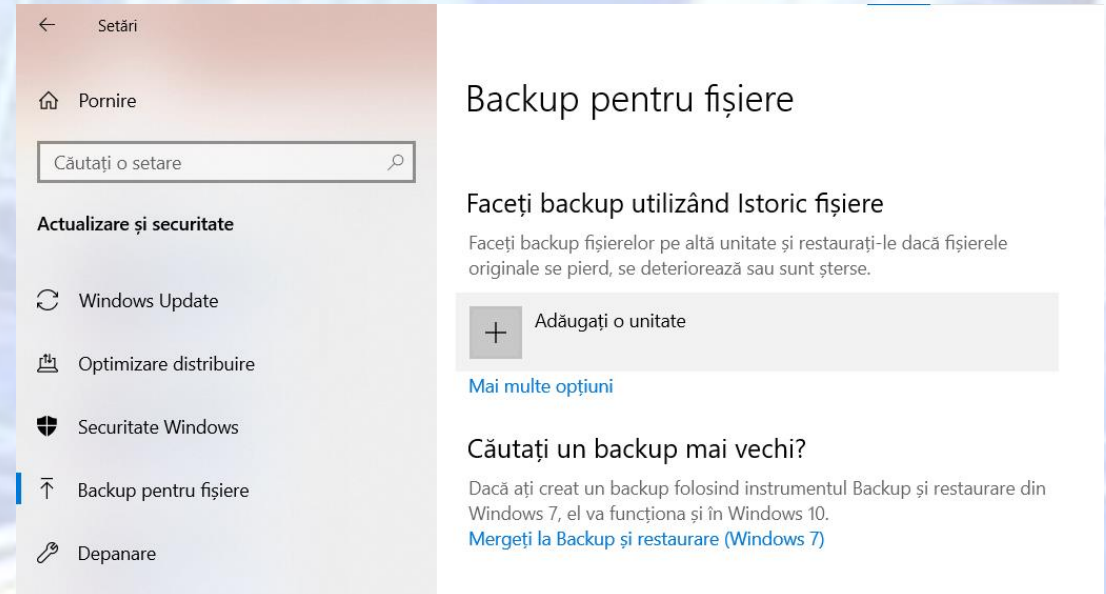 Setări
Pornire
Căutați o setare
Actualizare și securitate
Windows Update
Optimizare distribuire
Securitate Windows
Backup pentru fișiere
Depanare
Backup pentru fișiere
Faceți backup utilizând Istoric fișiere
Faceți backup fișierelor pe altă unitate și restaurați-le dacă fișierele
originale se pierd, se deteriorează sau sunt șterse.
Adăugați o unitate
Mai multe opțiuni
Căutați un backup mai vechi?
Dacă ați creat un backup folosind instrumentul Backup și restaurare din
Windows 7, el va funcționa și în Windows 10.
Mergeți la Backup și restaurare (Windows 7)